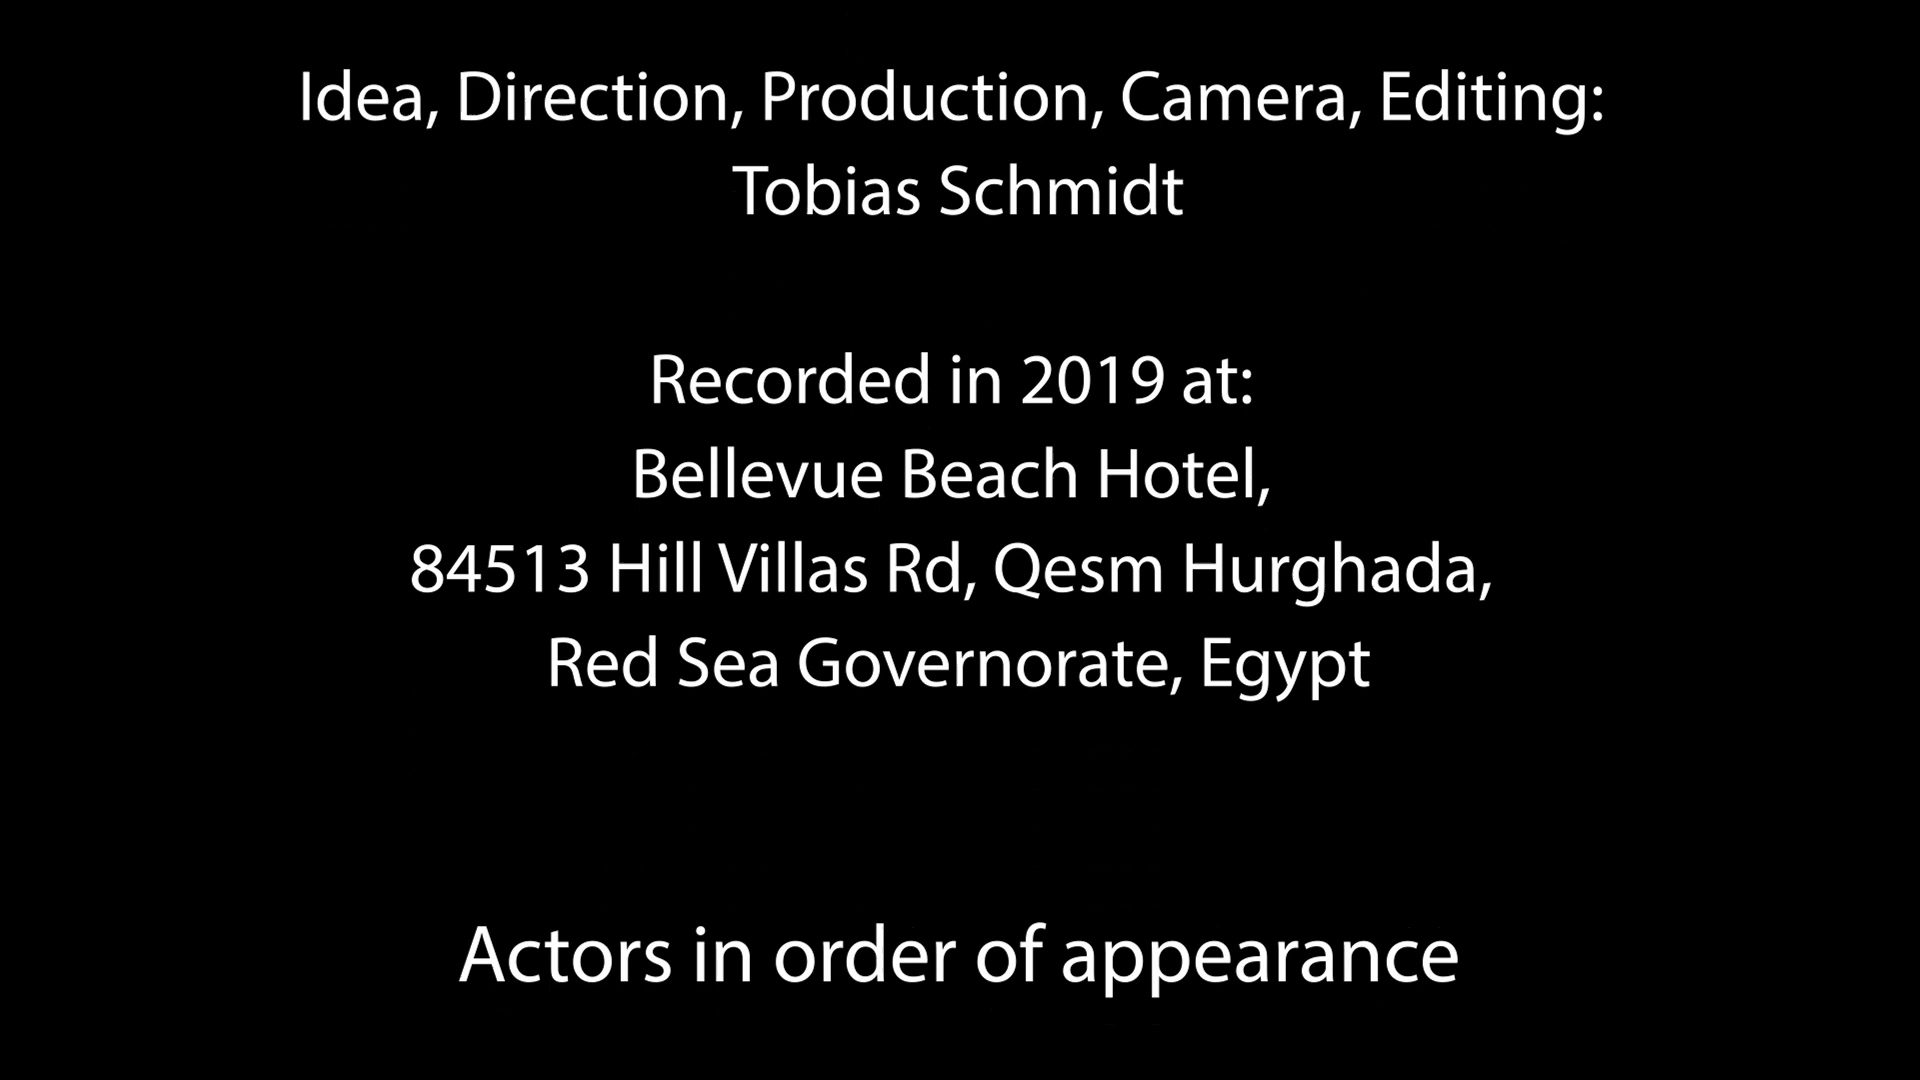 Idea, Direction, Production, Camera, Editing:
Tobias Schmidt
Recorded in 2019 at:
Bellevue Beach Hotel,
84513 Hill Villas Rd, Qesm Hurghada,
Red Sea Governorate, Egypt
Actors in order of appearance